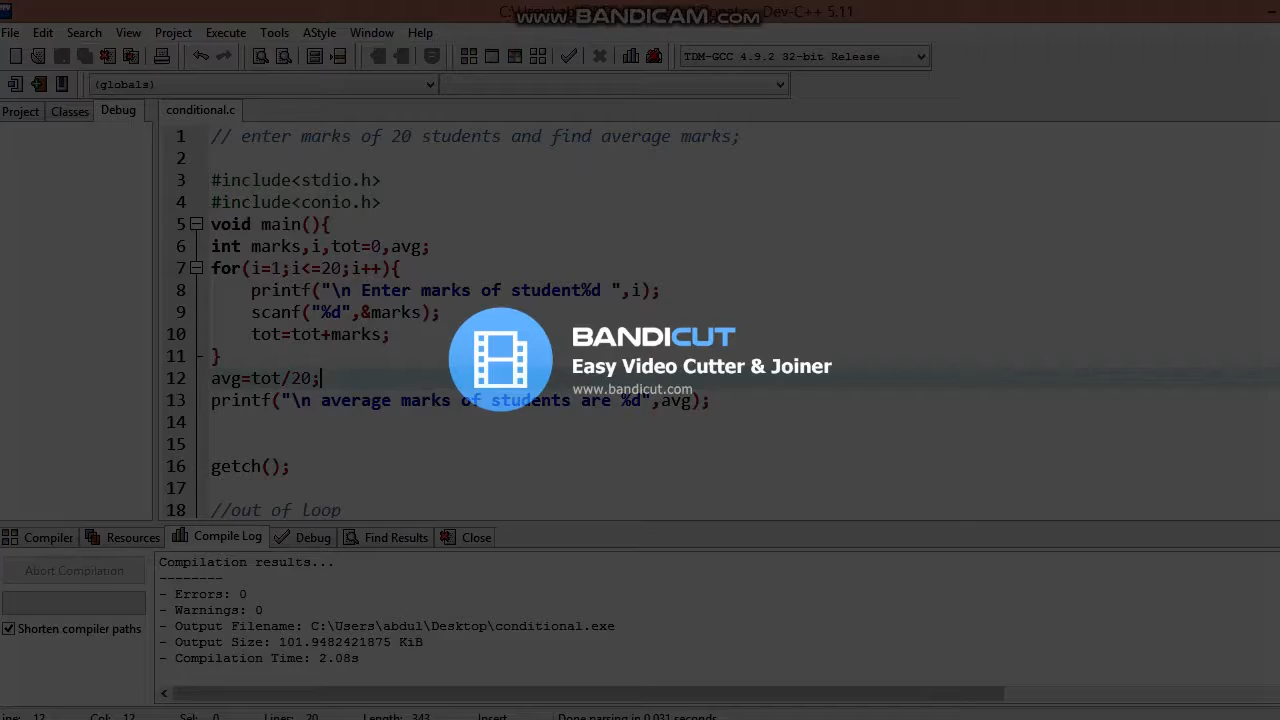 www.BANDICAM.com
Dev-C++ 5.11
File Edit Search View Project Execute Tools AStyle Window Help
TDM-GCC 4.9.2 32-bit Release
(globals)
Project Classes Debug
conditional.c
1 // enter marks of 20 students and find average marks;
2
3 #include<stdio.h>
4 #include<conio.h>
5 void main(){
6 int marks,i,tot=0,avg;
7 for(i=1;i<=20;i++){
8 printf("\n Enter marks of student%d ",i);
9 scanf("%d",&marks);
10 tot=tot+marks;
11 }
12 avg=tot/20;
13 printf("\n average marks of students are %d",avg);
14
15
16 getch();
17
18 //out of loop
BANDICUT
Easy Video Cutter & Joiner
www.bandicut.com
Compiler Resources Compile Log Debug Find Results Close
Abort Compilation
Shorten compiler paths
Compilation results...
--------
- Errors: 0
- Warnings: 0
- Output Filename: C:\Users\abdul\Desktop\conditional.exe
- Output Size: 101.9482421875 KiB
- Compilation Time: 2.08s
Line: 12 Col: 12 Sel: 0 Lines: 20 Length: 343 Insert Done parsing in 0.031 seconds